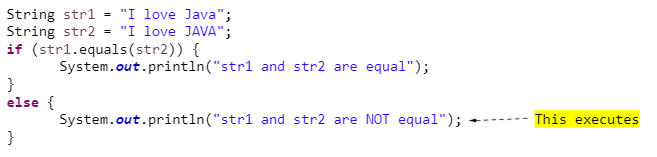 String str1 = "I love Java";
String str2 = "I love JAVA";
if (str1.equals(str2)) {
System.out.println("str1 and str2 are equal");
}
else {
System.out.println("str1 and str2 are NOT equal"); This executes
}